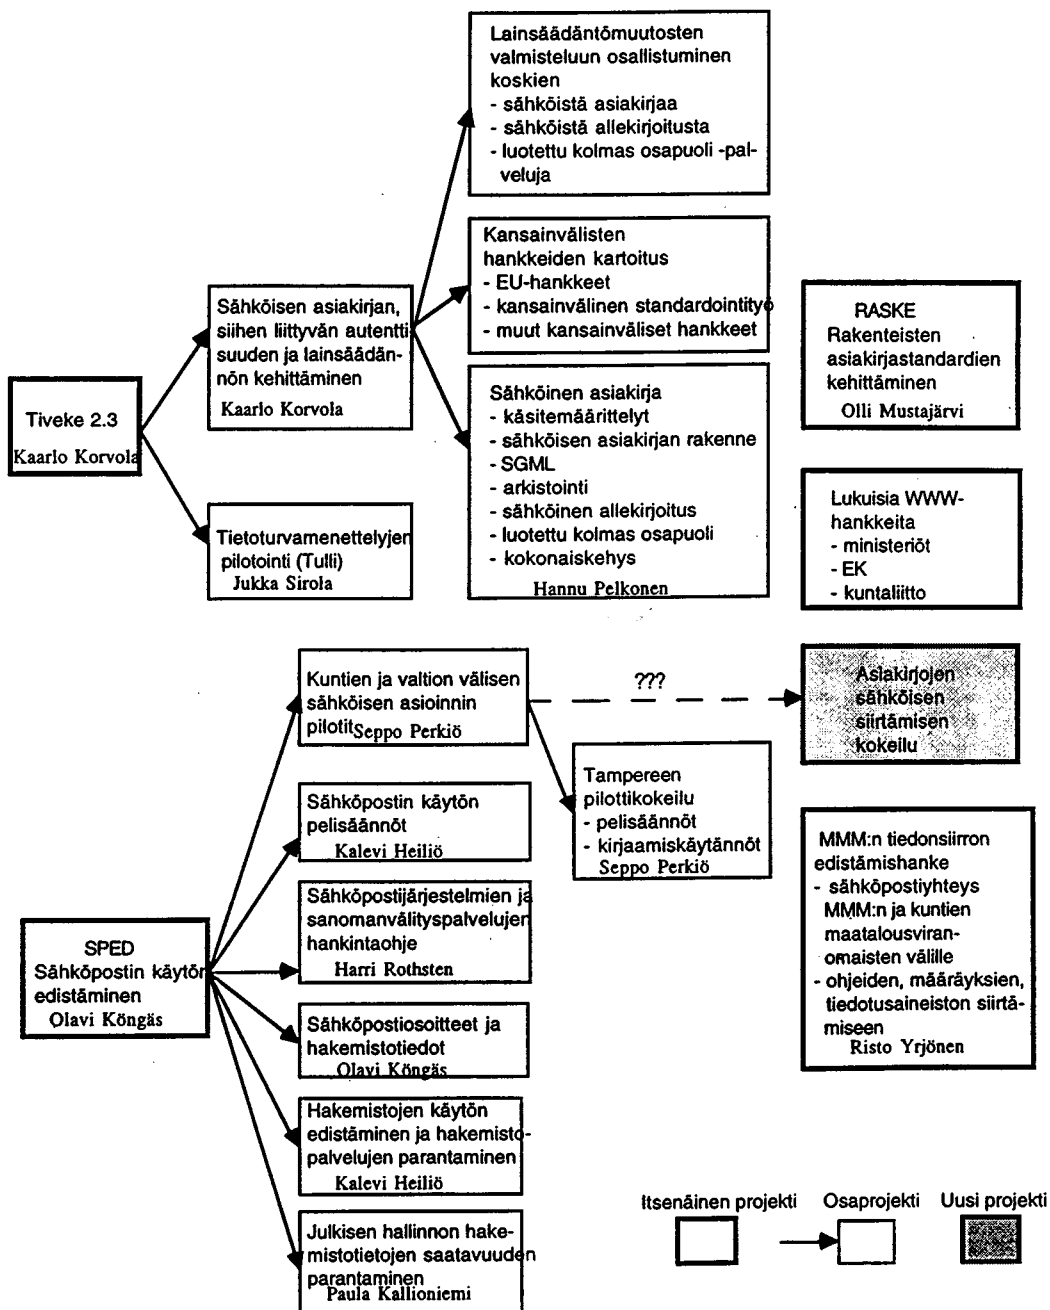 Lainsäädäntömuutosten
valmisteluun osallistuminen
koskien
- sähköistä asiakirjaa
- sähköistä allekirjoitusta
- luotettu kolmas osapuoli -pal-
veluja
Kansainvälisten
hankkeiden kartoitus
- EU-hankkeet
- kansainvälinen standardointityö
- muut kansainväliset hankkeet
Sähköisen asiakirjan,
siihen liittyvän autentti-
suuden ja lainsäädän-
nön kehittäminen
Kaarlo Korvola
RASKE
Rakenteisten
asiakirjastandardien
kehittäminen
Olli Mustajärvi
Tiveke 2.3
Kaarlo Korvola
Sähköinen asiakirja
- käsitemäärittelyt
- sähköisen asiakirjan rakenne
- SGML
- arkistointi
- sähköinen allekirjoitus
- luotettu kolmas osapuoli
- kokonaiskehys
Hannu Pelkonen
Tietoturvamenettelyjen
pilotointi (Tulli)
Jukka Sirola
Lukuisia WWW-
hankkeita
- ministeriöt
- EK
- kuntaliitto
Kuntien ja valtion välisen
sähköisen asioinnin
pilotit Seppo Perkiö
???
Asiakirjojen
sähköisen
siirtämisen
kokeilu
Tampereen
pilottikokeilu
- pelisäännöt
- kirjaamiskäytännöt
Seppo Perkiö
Sähköpostin käytön
pelisäännöt
Kalevi Heiliö
MMM:n tiedonsiirron
edistämishanke
- sähköpostiyhteys
MMM:n ja kuntien
maatalousviran-
omaisten välille
- ohjeiden, määräyksien,
tiedotusaineiston siirtä-
miseen
Risto Yrjönen
Sähköpostijärjestelmien ja
sanomanvälityspalvelujen
hankintaohje
Harri Rothsten
SPED
Sähköpostin käytön
edistäminen
Olavi Köngäs
Sähköpostiosoitteet ja
hakemistotiedot
Olavi Köngäs
Hakemistojen käytön
edistäminen ja hakemisto-
palvelujen parantaminen
Kalevi Heiliö
Julkisen hallinnon hake-
mistotietojen saatavuuden
parantaminen
Paula Kallioniemi
Itsenäinen projekti Osaprojekti Uusi projekti